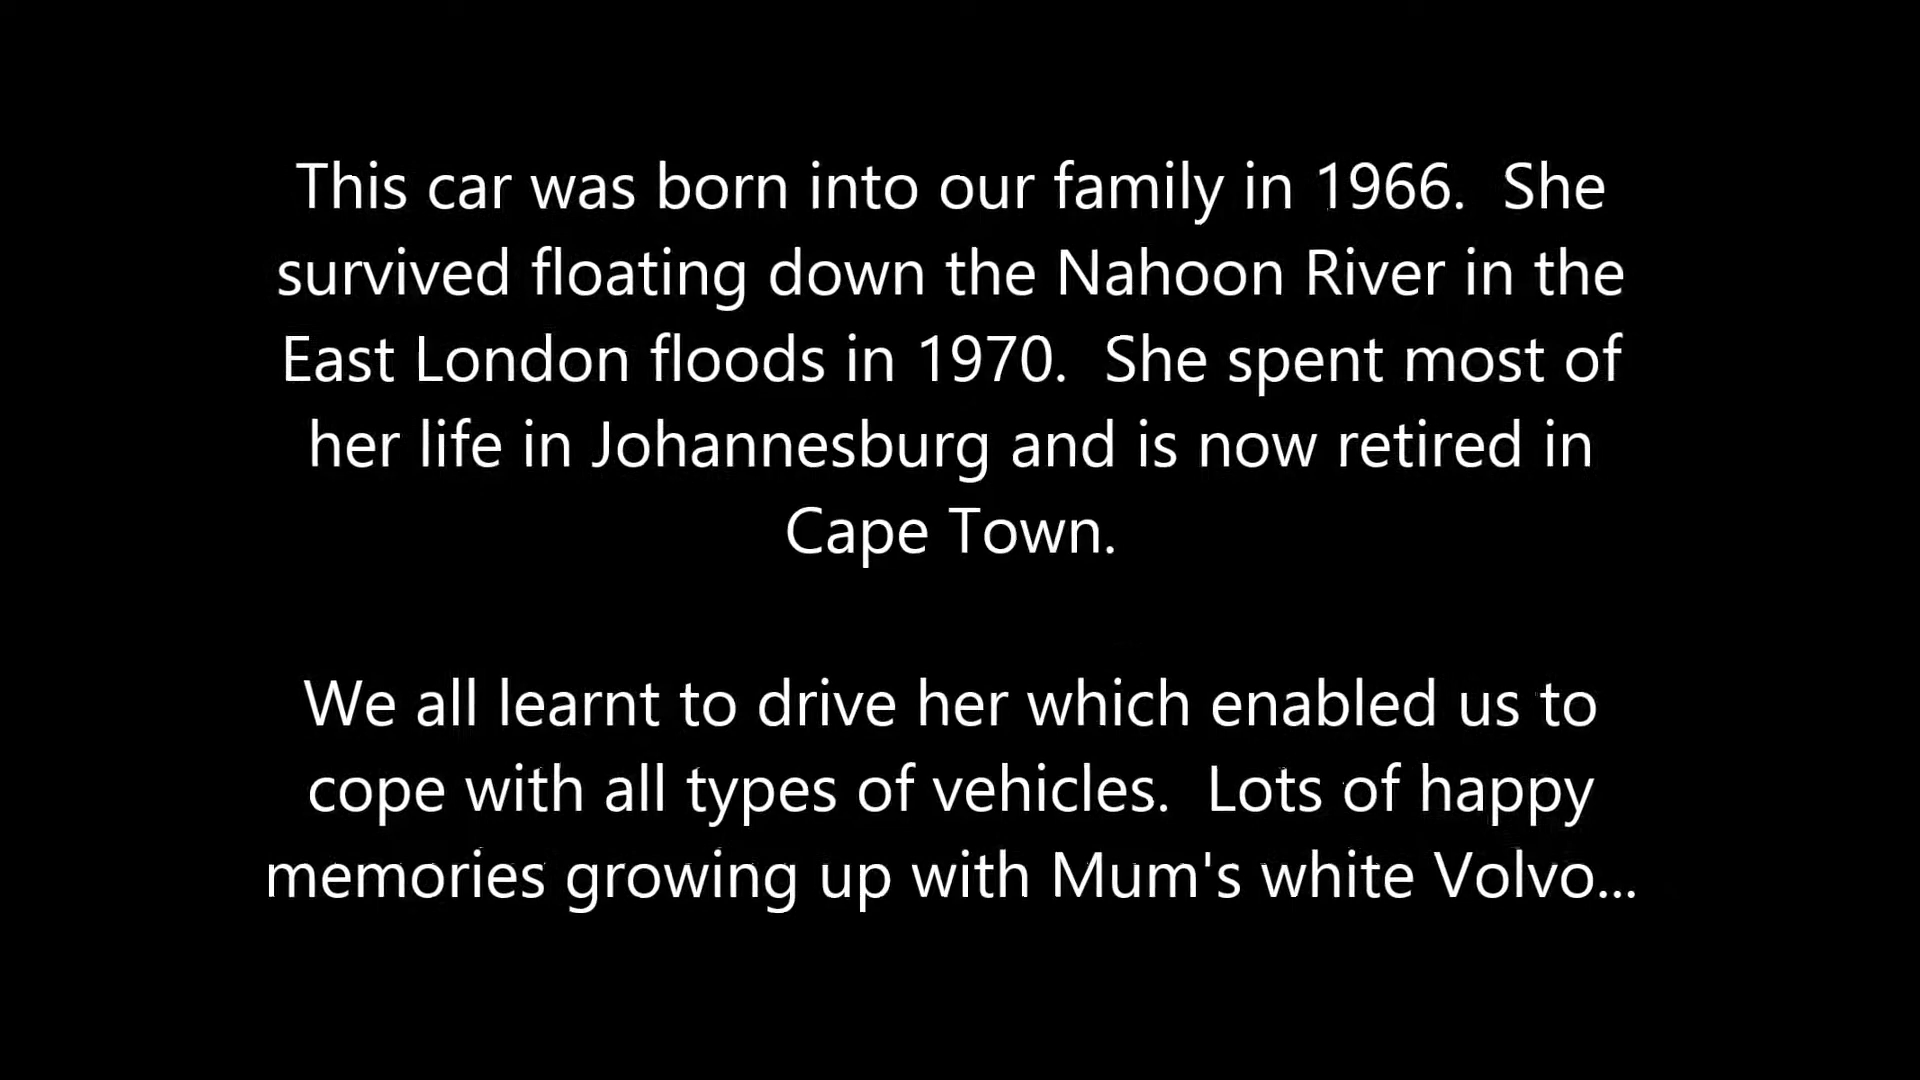 This car was born into our family in 1966.  She
survived floating down the Nahoon River in the
East London floods in 1970.  She spent most of
her life in Johannesburg and is now retired in
Cape Town.
We all learnt to drive her which enabled us to
cope with all types of vehicles.  Lots of happy
memories growing up with Mum's white Volvo...